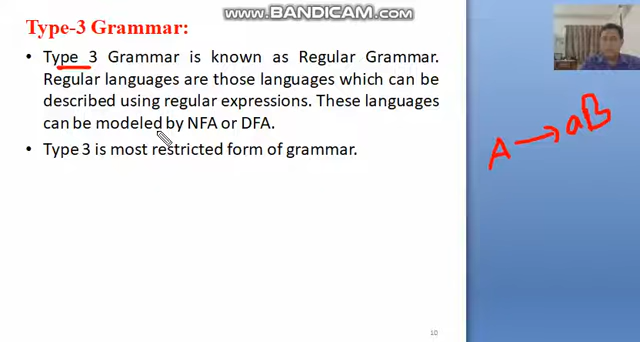 www.BANDICAM.com
Type-3 Grammar:
• Type 3 Grammar is known as Regular Grammar.
Regular languages are those languages which can be
described using regular expressions. These languages
can be modeled by NFA or DFA.
• Type 3 is most restricted form of grammar.
A → aB
10